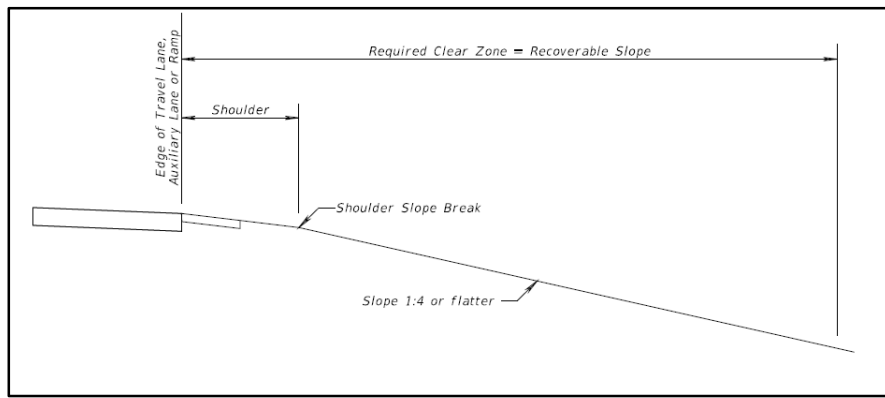 Edge of Travel Lane,
Auxiliary Lane or Ramp
Required Clear Zone = Recoverable Slope
Shoulder
Shoulder Slope Break
Slope 1:4 or flatter